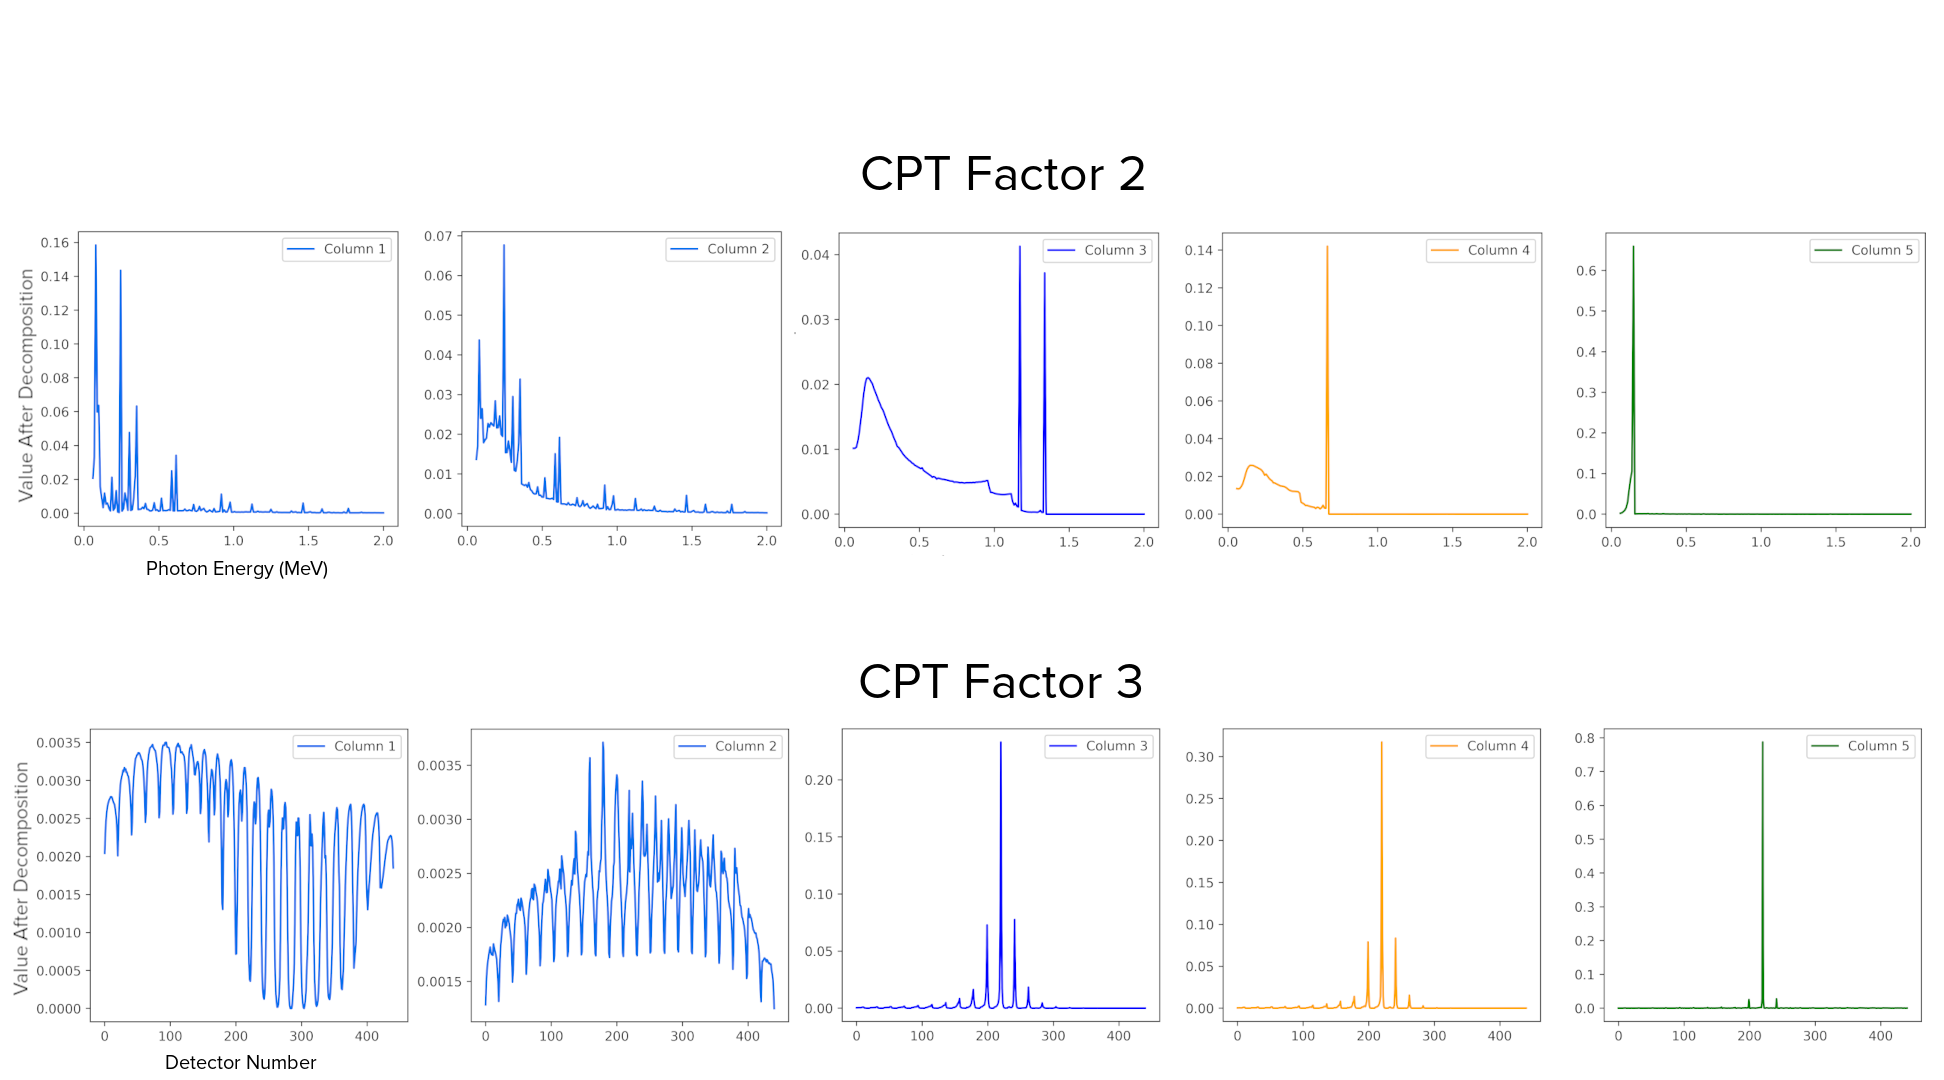 CPT Factor 2
Value After Decomposition
0.16
0.14
0.12
0.10
0.08
0.06
0.04
0.02
0.00
Column 1
0.0 0.5 1.0 1.5 2.0
Photon Energy (MeV)
0.07
0.06
0.05
0.04
0.03
0.02
0.01
0.00
Column 2
0.0 0.5 1.0 1.5 2.0
0.04
0.03
0.02
0.01
0.00
Column 3
0.0 0.5 1.0 1.5 2.0
0.14
0.12
0.10
0.08
0.06
0.04
0.02
0.00
Column 4
0.0 0.5 1.0 1.5 2.0
0.6
0.5
0.4
0.3
0.2
0.1
0.0
Column 5
0.0 0.5 1.0 1.5 2.0
CPT Factor 3
Value After Decomposition
0.0035
0.0030
0.0025
0.0020
0.0015
0.0010
0.0005
0.0000
Column 1
0 100 200 300 400
Detector Number
0.0035
0.0030
0.0025
0.0020
0.0015
Column 2
0 100 200 300 400
0.20
0.15
0.10
0.05
0.00
Column 3
0 100 200 300 400
0.30
0.25
0.20
0.15
0.10
0.05
0.00
Column 4
0 100 200 300 400
0.8
0.7
0.6
0.5
0.4
0.3
0.2
0.1
0.0
Column 5
0 100 200 300 400